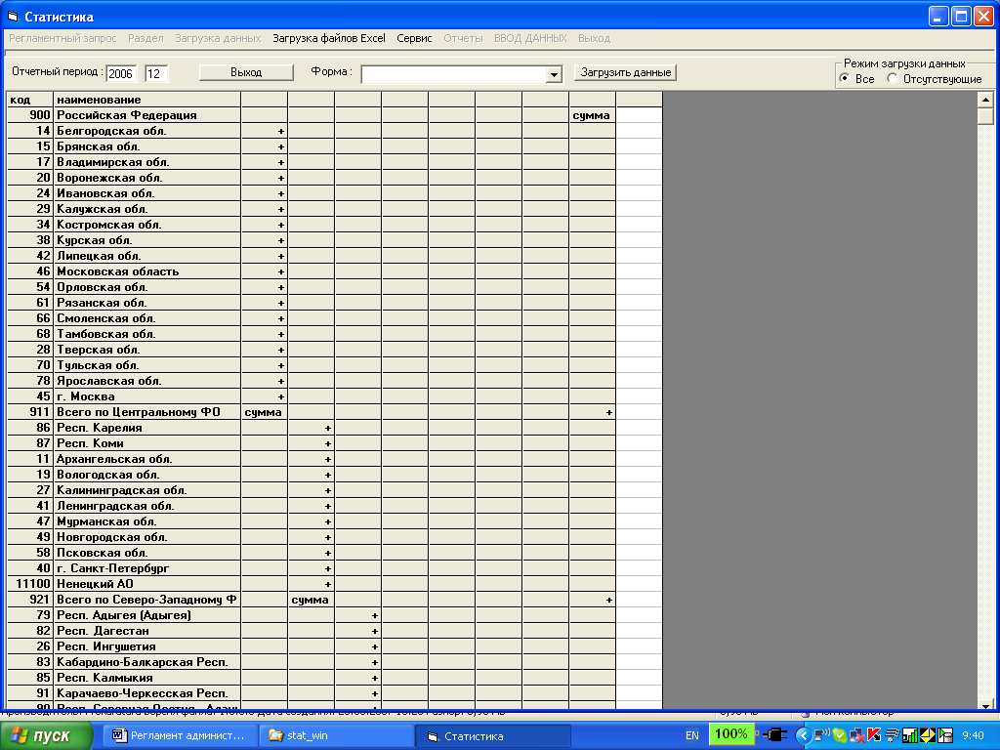 Статистика
Регламентный запрос Раздел Загрузка данных Загрузка файлов Excel Сервис Отчеты ВВОД ДАННЫХ Выход
Отчетный период : 2006 12 Выход Форма : Загрузить данные
Режим загрузки данных
Все Отсутствующие
код наименование
900 Российская Федерация сумма
14 Белгородская обл. +
15 Брянская обл. +
17 Владимирская обл. +
20 Воронежская обл. +
24 Ивановская обл. +
29 Калужская обл. +
34 Костромская обл. +
38 Курская обл. +
42 Липецкая обл. +
46 Московская область +
54 Орловская обл. +
61 Рязанская обл. +
66 Смоленская обл. +
68 Тамбовская обл. +
28 Тверская обл. +
70 Тульская обл. +
78 Ярославская обл. +
45 г. Москва +
911 Всего по Центральному ФО сумма +
86 Респ. Карелия +
87 Респ. Коми +
11 Архангельская обл. +
19 Вологодская обл. +
27 Калининградская обл. +
41 Ленинградская обл. +
47 Мурманская обл. +
49 Новгородская обл. +
58 Псковская обл. +
40 г. Санкт-Петербург +
11100 Ненецкий АО +
921 Всего по Северо-Западному Ф сумма +
79 Респ. Адыгея (Адыгея) +
82 Респ. Дагестан +
26 Респ. Ингушетия +
83 Кабардино-Балкарская Респ. +
85 Респ. Калмыкия +
91 Карачаево-Черкесская Респ. +
пуск Регламент админист... stat_win Статистика EN 100% 9:40